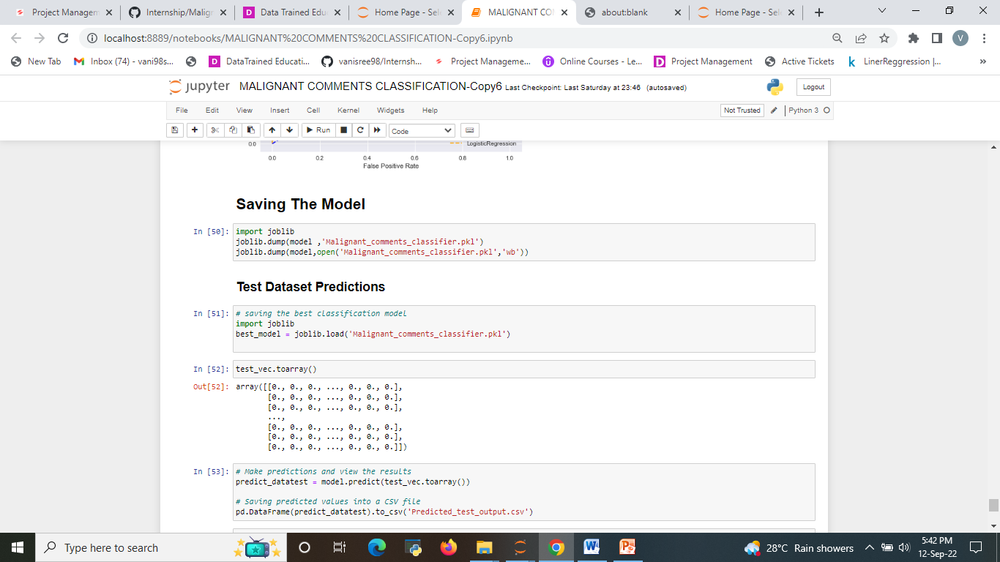 Project Managem
Internship/Malign
Data Trained Edu
Home Page - Sele
MALIGNANT CO
about:blank
Home Page - Sele
localhost:8889/notebooks/MALIGNANT%20COMMENTS%20CLASSIFICATION-Copy6.ipynb
V
New Tab
Inbox (74) - vani98s...
DataTrained Educati...
vanisree98/Internsh...
Project Manageme...
Online Courses - Le...
Project Management
Active Tickets
LinerReggression |...
»
jupyter MALIGNANT COMMENTS CLASSIFICATION-Copy6 Last Checkpoint: Last Saturday at 23:46 (autosaved)
Logout
File Edit View Insert Cell Kernel Widgets Help
Not Trusted
Python 3
Run
Code
0.0
LogisticRegression
0.0 0.2 0.4 0.6 0.8 1.0
False Positive Rate
Saving The Model
In [50]: import joblib
joblib.dump(model ,'Malignant_comments_classifier.pkl')
joblib.dump(model,open('Malignant_comments_classifier.pkl','wb'))
Test Dataset Predictions
In [51]: # saving the best classification model
import joblib
best_model = joblib.load('Malignant_comments_classifier.pkl')
In [52]: test_vec.toarray()
Out[52]: array([[0., 0., 0., ..., 0., 0., 0.],
[0., 0., 0., ..., 0., 0., 0.],
[0., 0., 0., ..., 0., 0., 0.],
...,
[0., 0., 0., ..., 0., 0., 0.],
[0., 0., 0., ..., 0., 0., 0.],
[0., 0., 0., ..., 0., 0., 0.]])
In [53]: # Make predictions and view the results
predict_datatest = model.predict(test_vec.toarray())
# Saving predicted values into a CSV file
pd.DataFrame(predict_datatest).to_csv('Predicted_test_output.csv')
Type here to search
28°C Rain showers
5:42 PM
12-Sep-22